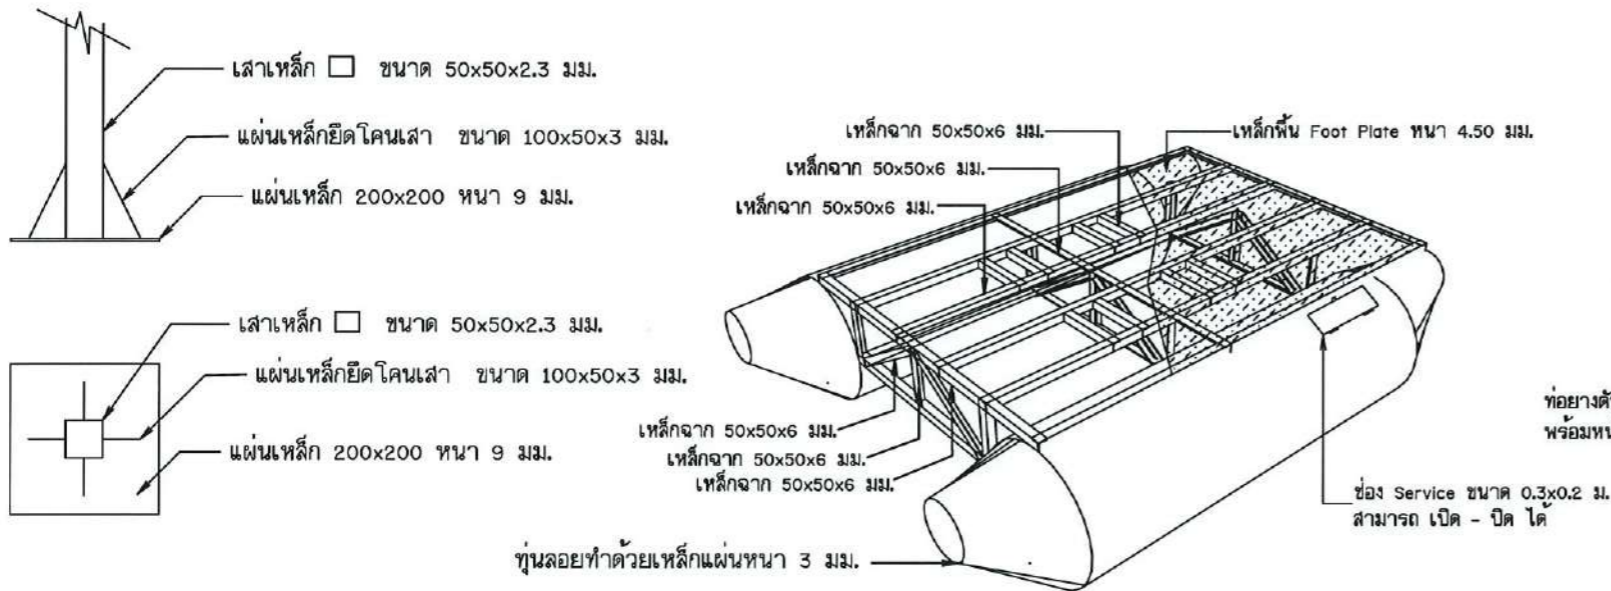 เสาเหล็ก ขนาด 50x50x2.3 มม.
แผ่นเหล็กยึดโคนเสา ขนาด 100x50x3 มม.
แผ่นเหล็ก 200x200 หนา 9 มม.
เสาเหล็ก ขนาด 50x50x2.3 มม.
แผ่นเหล็กยึดโคนเสา ขนาด 100x50x3 มม.
แผ่นเหล็ก 200x200 หนา 9 มม.
เหล็กฉาก 50x50x6 มม.
เหล็กพื้น Foot Plate หนา 4.50 มม.
เหล็กฉาก 50x50x6 มม.
เหล็กฉาก 50x50x6 มม.
เหล็กฉาก 50x50x6 มม.
เหล็กฉาก 50x50x6 มม.
เหล็กฉาก 50x50x6 มม.
ท่อยาง
พร้อม
ช่อง Service ขนาด 0.3x0.2 ม.
สามารถ เปิด - ปิด ได้
ทุ่นลอยทำด้วยเหล็กแผ่นหนา 3 มม.